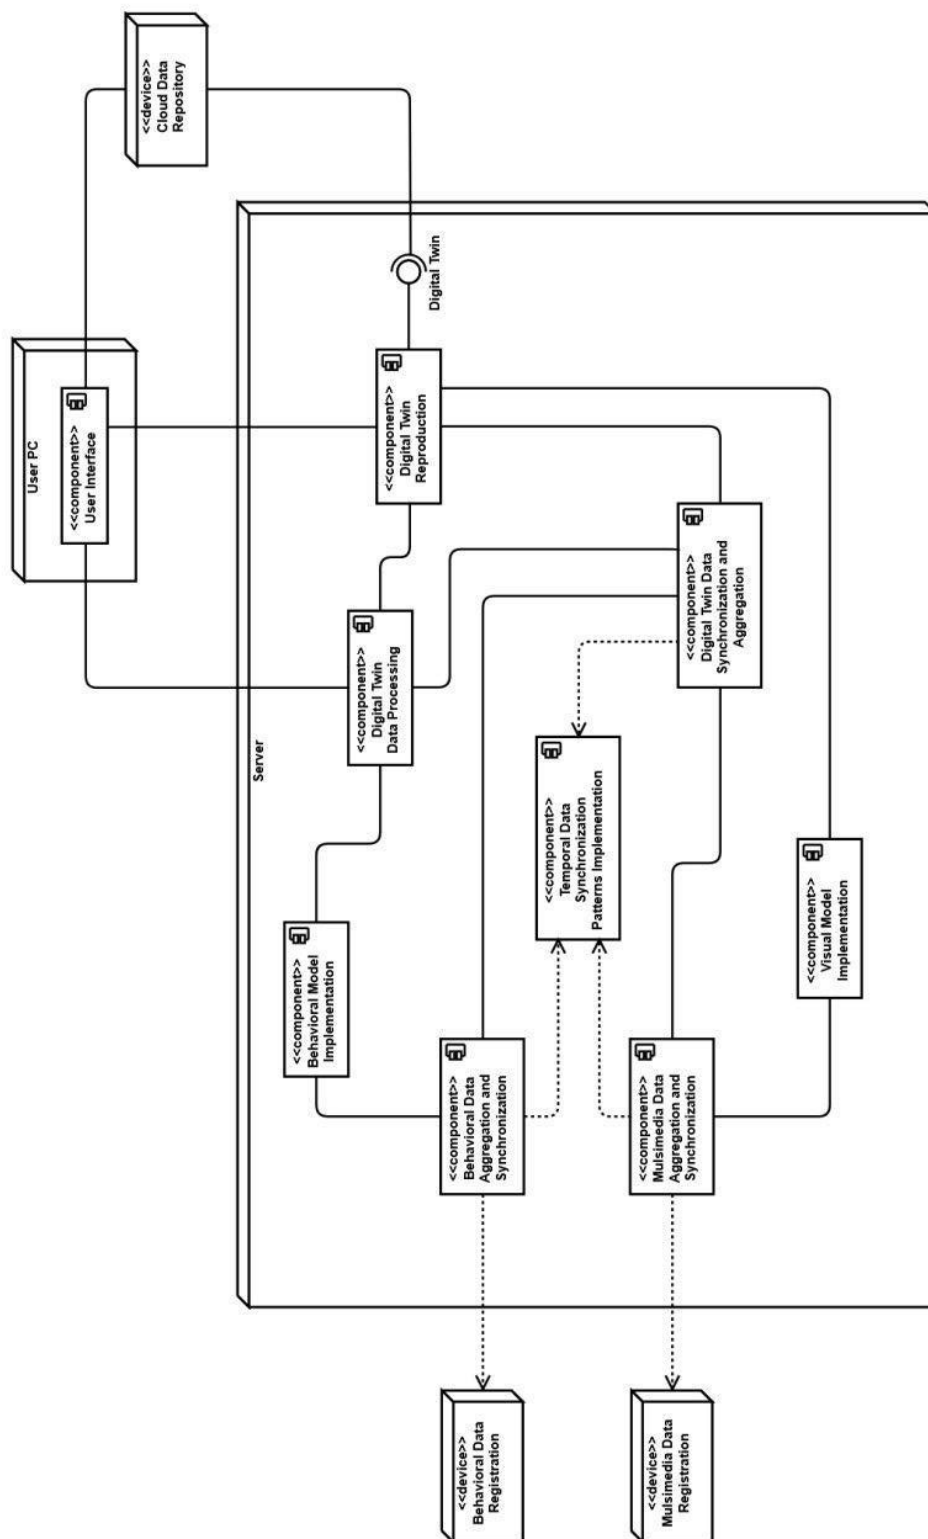 <<device>>
Cloud Data
Repository
User PC
<<component>>
User Interface
Server
Digital Twin
<<component>>
Digital Twin
Reproduction
<<component>>
Digital Twin
Data Processing
<<component>>
Digital Twin Data
Synchronization and
Aggregation
<<component>>
Temporal Data
Synchronization
Patterns Implementation
<<component>>
Behavioral Model
Implementation
<<component>>
Visual Model
Implementation
<<component>>
Behavioral Data
Aggregation and
Synchronization
<<component>>
Mulsimedia Data
Aggregation and
Synchronization
<<device>>
Behavioral Data
Registration
<<device>>
Mulsimedia Data
Registration